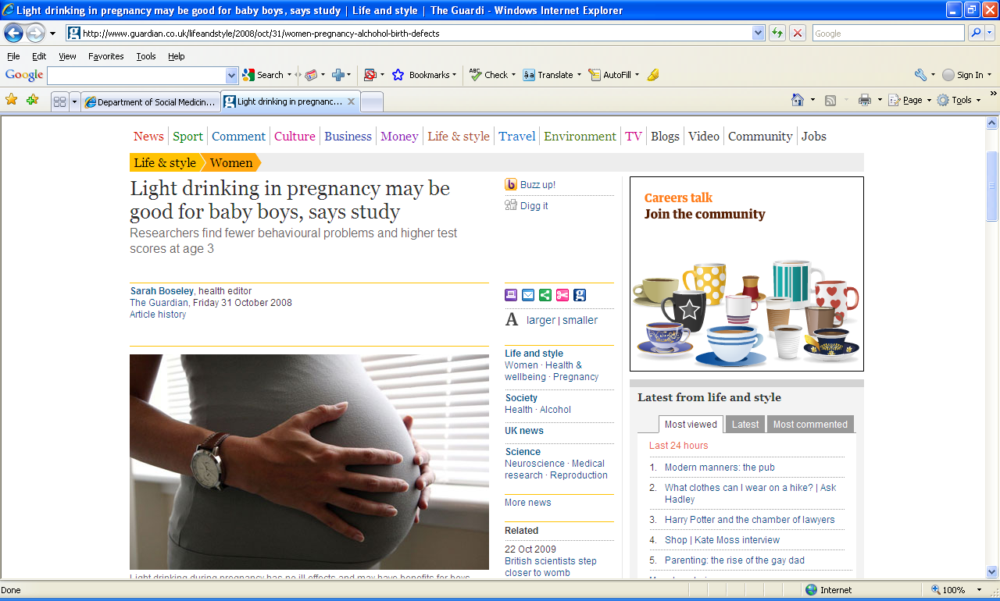 Light drinking in pregnancy may be good for baby boys, says study | Life and style | The Guardi - Windows Internet Explorer
http://www.guardian.co.uk/lifeandstyle/2008/oct/31/women-pregnancy-alchohol-birth-defects
Google
File Edit View Favorites Tools Help
Google Search Bookmarks ABC Check Translate AutoFill Sign In
Department of Social Medicin... Light drinking in pregnanc... Page Tools
News Sport Comment Culture Business Money Life & style Travel Environment TV Blogs Video Community Jobs
Life & style Women
Light drinking in pregnancy may be
good for baby boys, says study
Researchers find fewer behavioural problems and higher test
scores at age 3
Sarah Boseley, health editor
The Guardian, Friday 31 October 2008
Article history
Light drinking during pregnancy has no ill effects and may have benefits for boys
Buzz up!
Digg it
A larger | smaller
Life and style
Women · Health &
wellbeing · Pregnancy
Society
Health · Alcohol
UK news
Science
Neuroscience · Medical
research · Reproduction
More news
Related
22 Oct 2009
British scientists step
closer to womb
Careers talk
Join the community
Latest from life and style
Most viewed Latest Most commented
Last 24 hours
1. Modern manners: the pub
2. What clothes can I wear on a hike? | Ask
Hadley
3. Harry Potter and the chamber of lawyers
4. Shop | Kate Moss interview
5. Parenting: the rise of the gay dad
Done Internet 100%